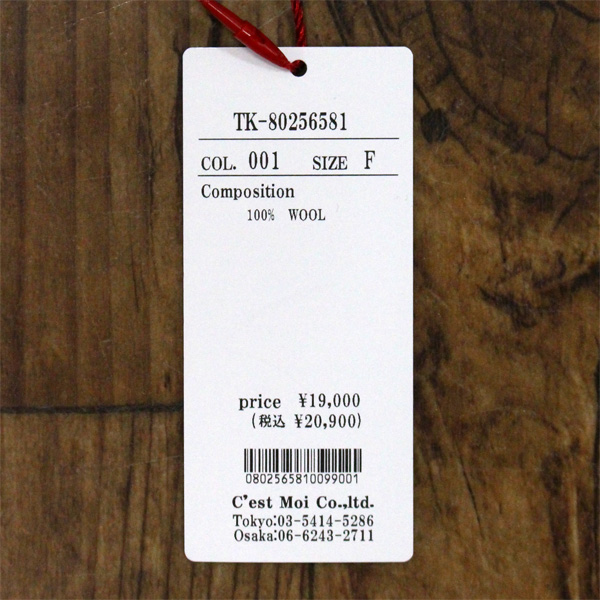 TK-80256581
COL. 001 SIZE F
Composition
100% WOOL
price ¥19,000
(税込 ¥20,900)
0802565810099001
C'est Moi Co.,ltd.
Tokyo:03-5414-5286
Osaka:06-6243-2711